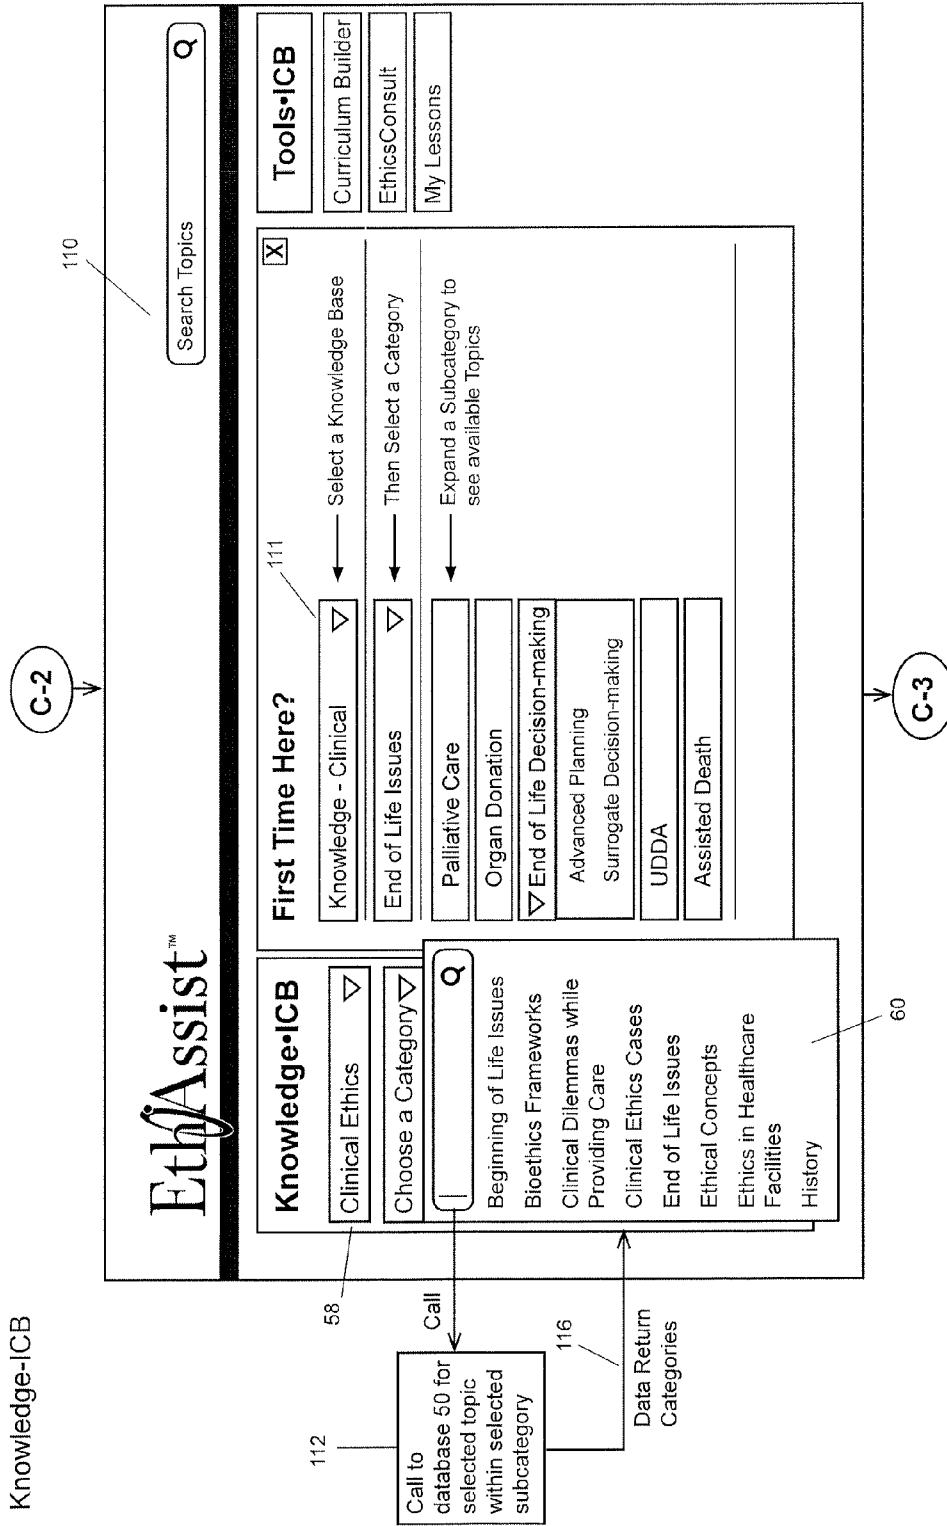 Knowledge-ICB
C-2
110
EthAssist™
Search Topics
Knowledge•ICB
58
Clinical Ethics
Choose a Category
Beginning of Life Issues
Bioethics Frameworks
Clinical Dilemmas while
Providing Care
Clinical Ethics Cases
End of Life Issues
Ethical Concepts
Ethics in Healthcare
Facilities
History
60
112
Call to
database 50 for
selected topic
within selected
subcategory
Call
116
Data Return
Categories
First Time Here?
X
111
Knowledge - Clinical
Select a Knowledge Base
End of Life Issues
Then Select a Category
Palliative Care
Expand a Subcategory to
see available Topics
Organ Donation
End of Life Decision-making
Advanced Planning
Surrogate Decision-making
UDDA
Assisted Death
Tools•ICB
Curriculum Builder
EthicsConsult
My Lessons
C-3